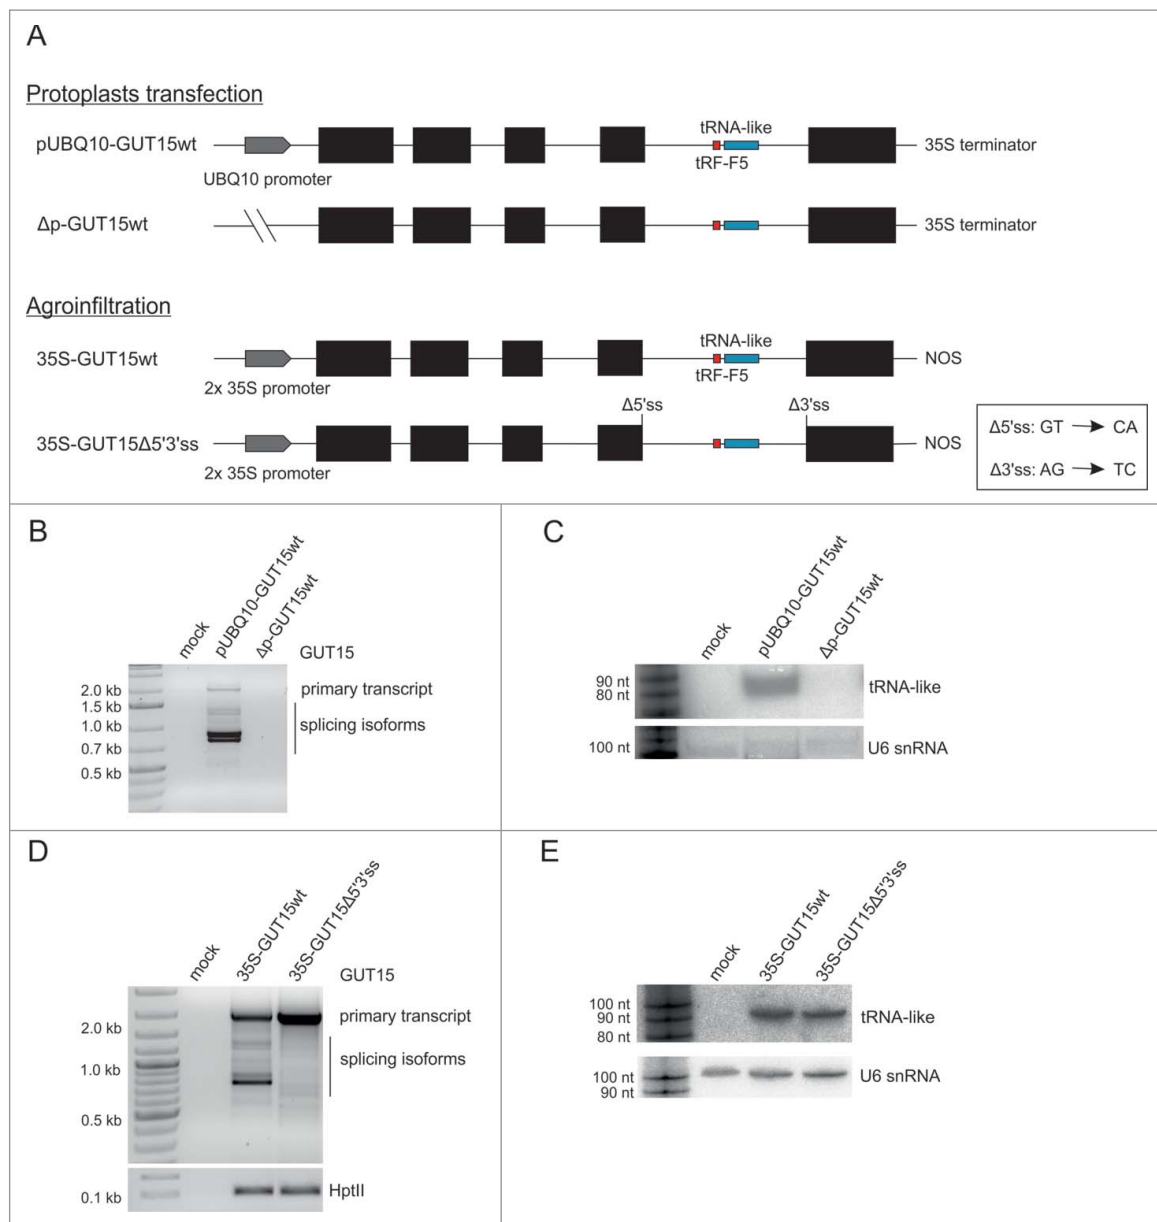 A
Protoplasts transfection
pUBQ10-GUT15wt
tRNA-like
tRF-F5
35S terminator
UBQ10 promoter
Δp-GUT15wt
35S terminator
Agroinfiltration
35S-GUT15wt
tRNA-like
tRF-F5
NOS
2x 35S promoter
Δ5'ss
Δ3'ss
35S-GUT15Δ5'3'ss
NOS
2x 35S promoter
Δ5'ss: GT CA
Δ3'ss: AG TC
B
mock
pUBQ10-GUT15wt
Δp-GUT15wt
GUT15
2.0 kb
primary transcript
1.5 kb
splicing isoforms
1.0 kb
0.7 kb
0.5 kb
C
mock
pUBQ10-GUT15wt
Δp-GUT15wt
90 nt
80 nt
tRNA-like
100 nt
U6 snRNA
D
mock
35S-GUT15wt
35S-GUT15Δ5'3'ss
GUT15
primary transcript
2.0 kb
splicing isoforms
1.0 kb
0.5 kb
HptII
0.1 kb
E
mock
35S-GUT15wt
35S-GUT15Δ5'3'ss
100 nt
90 nt
80 nt
tRNA-like
100 nt
90 nt
U6 snRNA